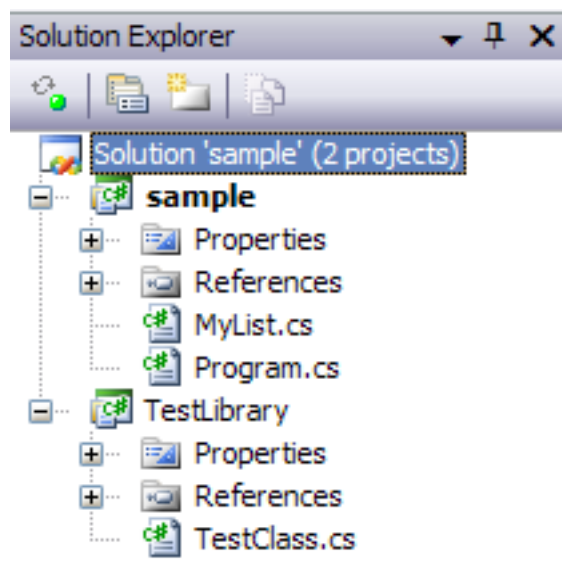 Solution Explorer
Solution 'sample' (2 projects)
sample
Properties
References
MyList.cs
Program.cs
TestLibrary
Properties
References
TestClass.cs